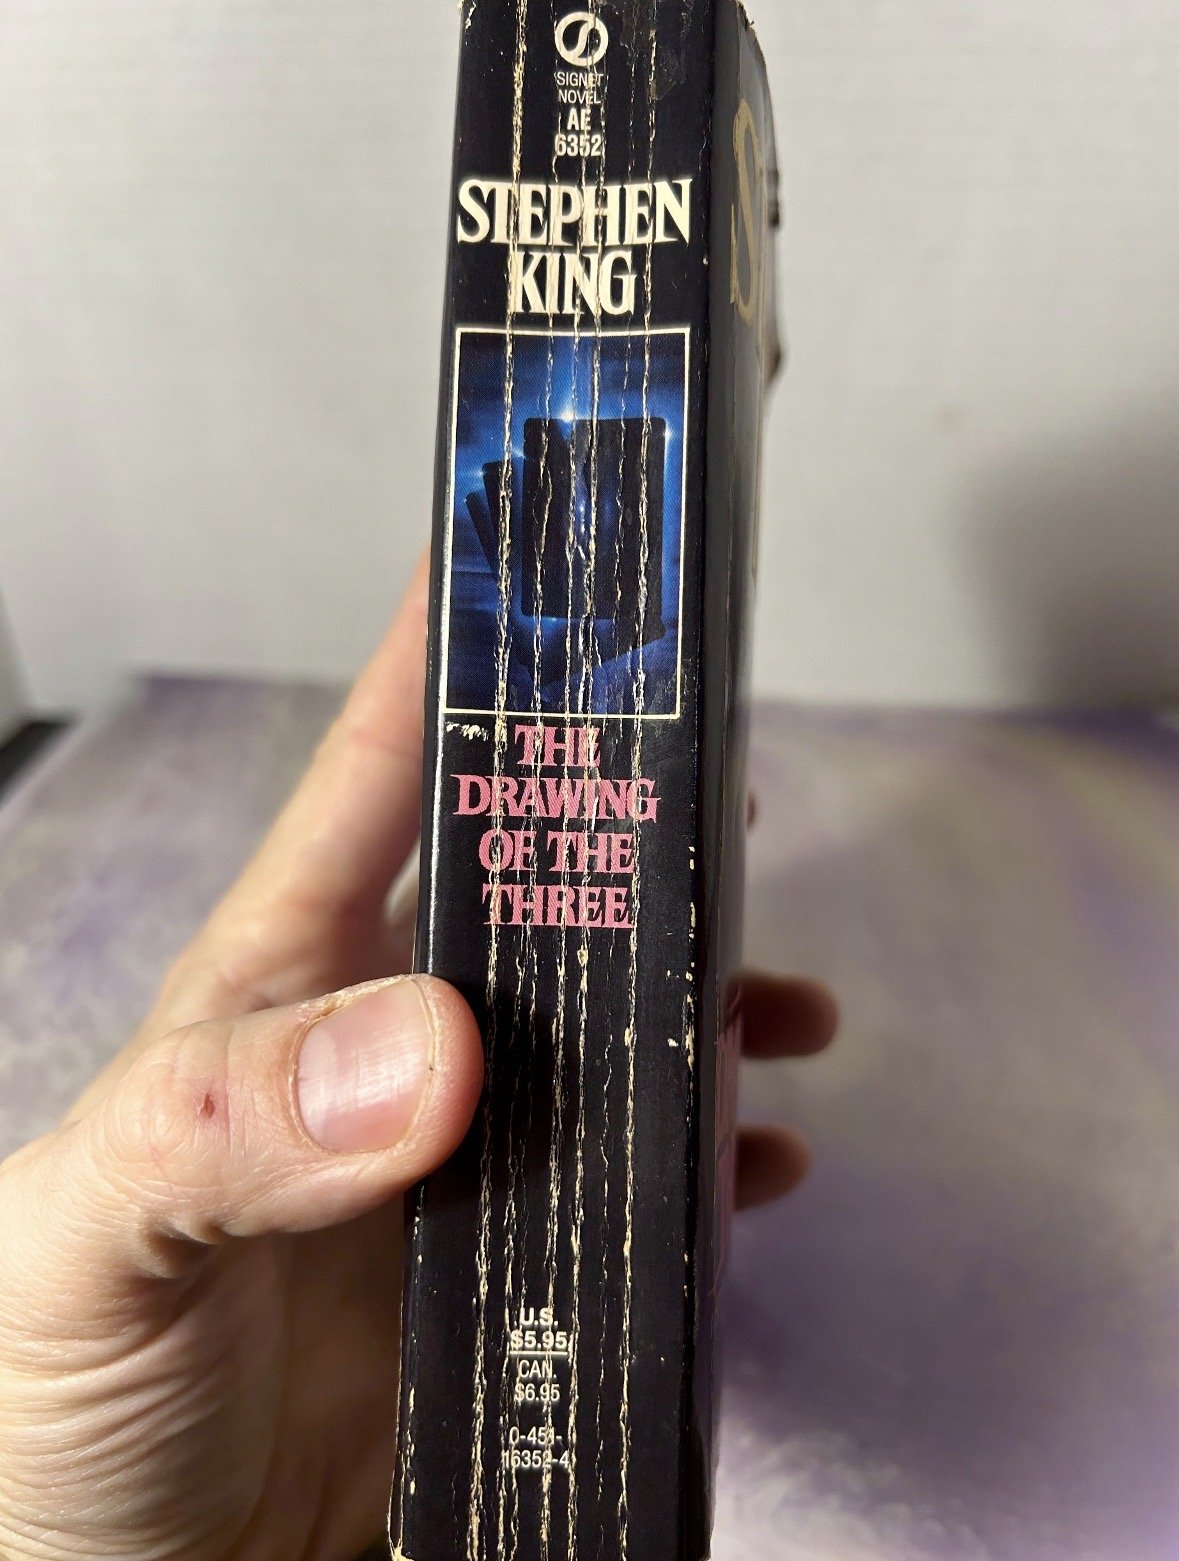 SIGNET
NOVEL
AE
6352
STEPHEN
KING
THE
DRAWING
OF THE
THREE
U.S.
$5.95
CAN.
$6.95
0-451-
16352-4
S